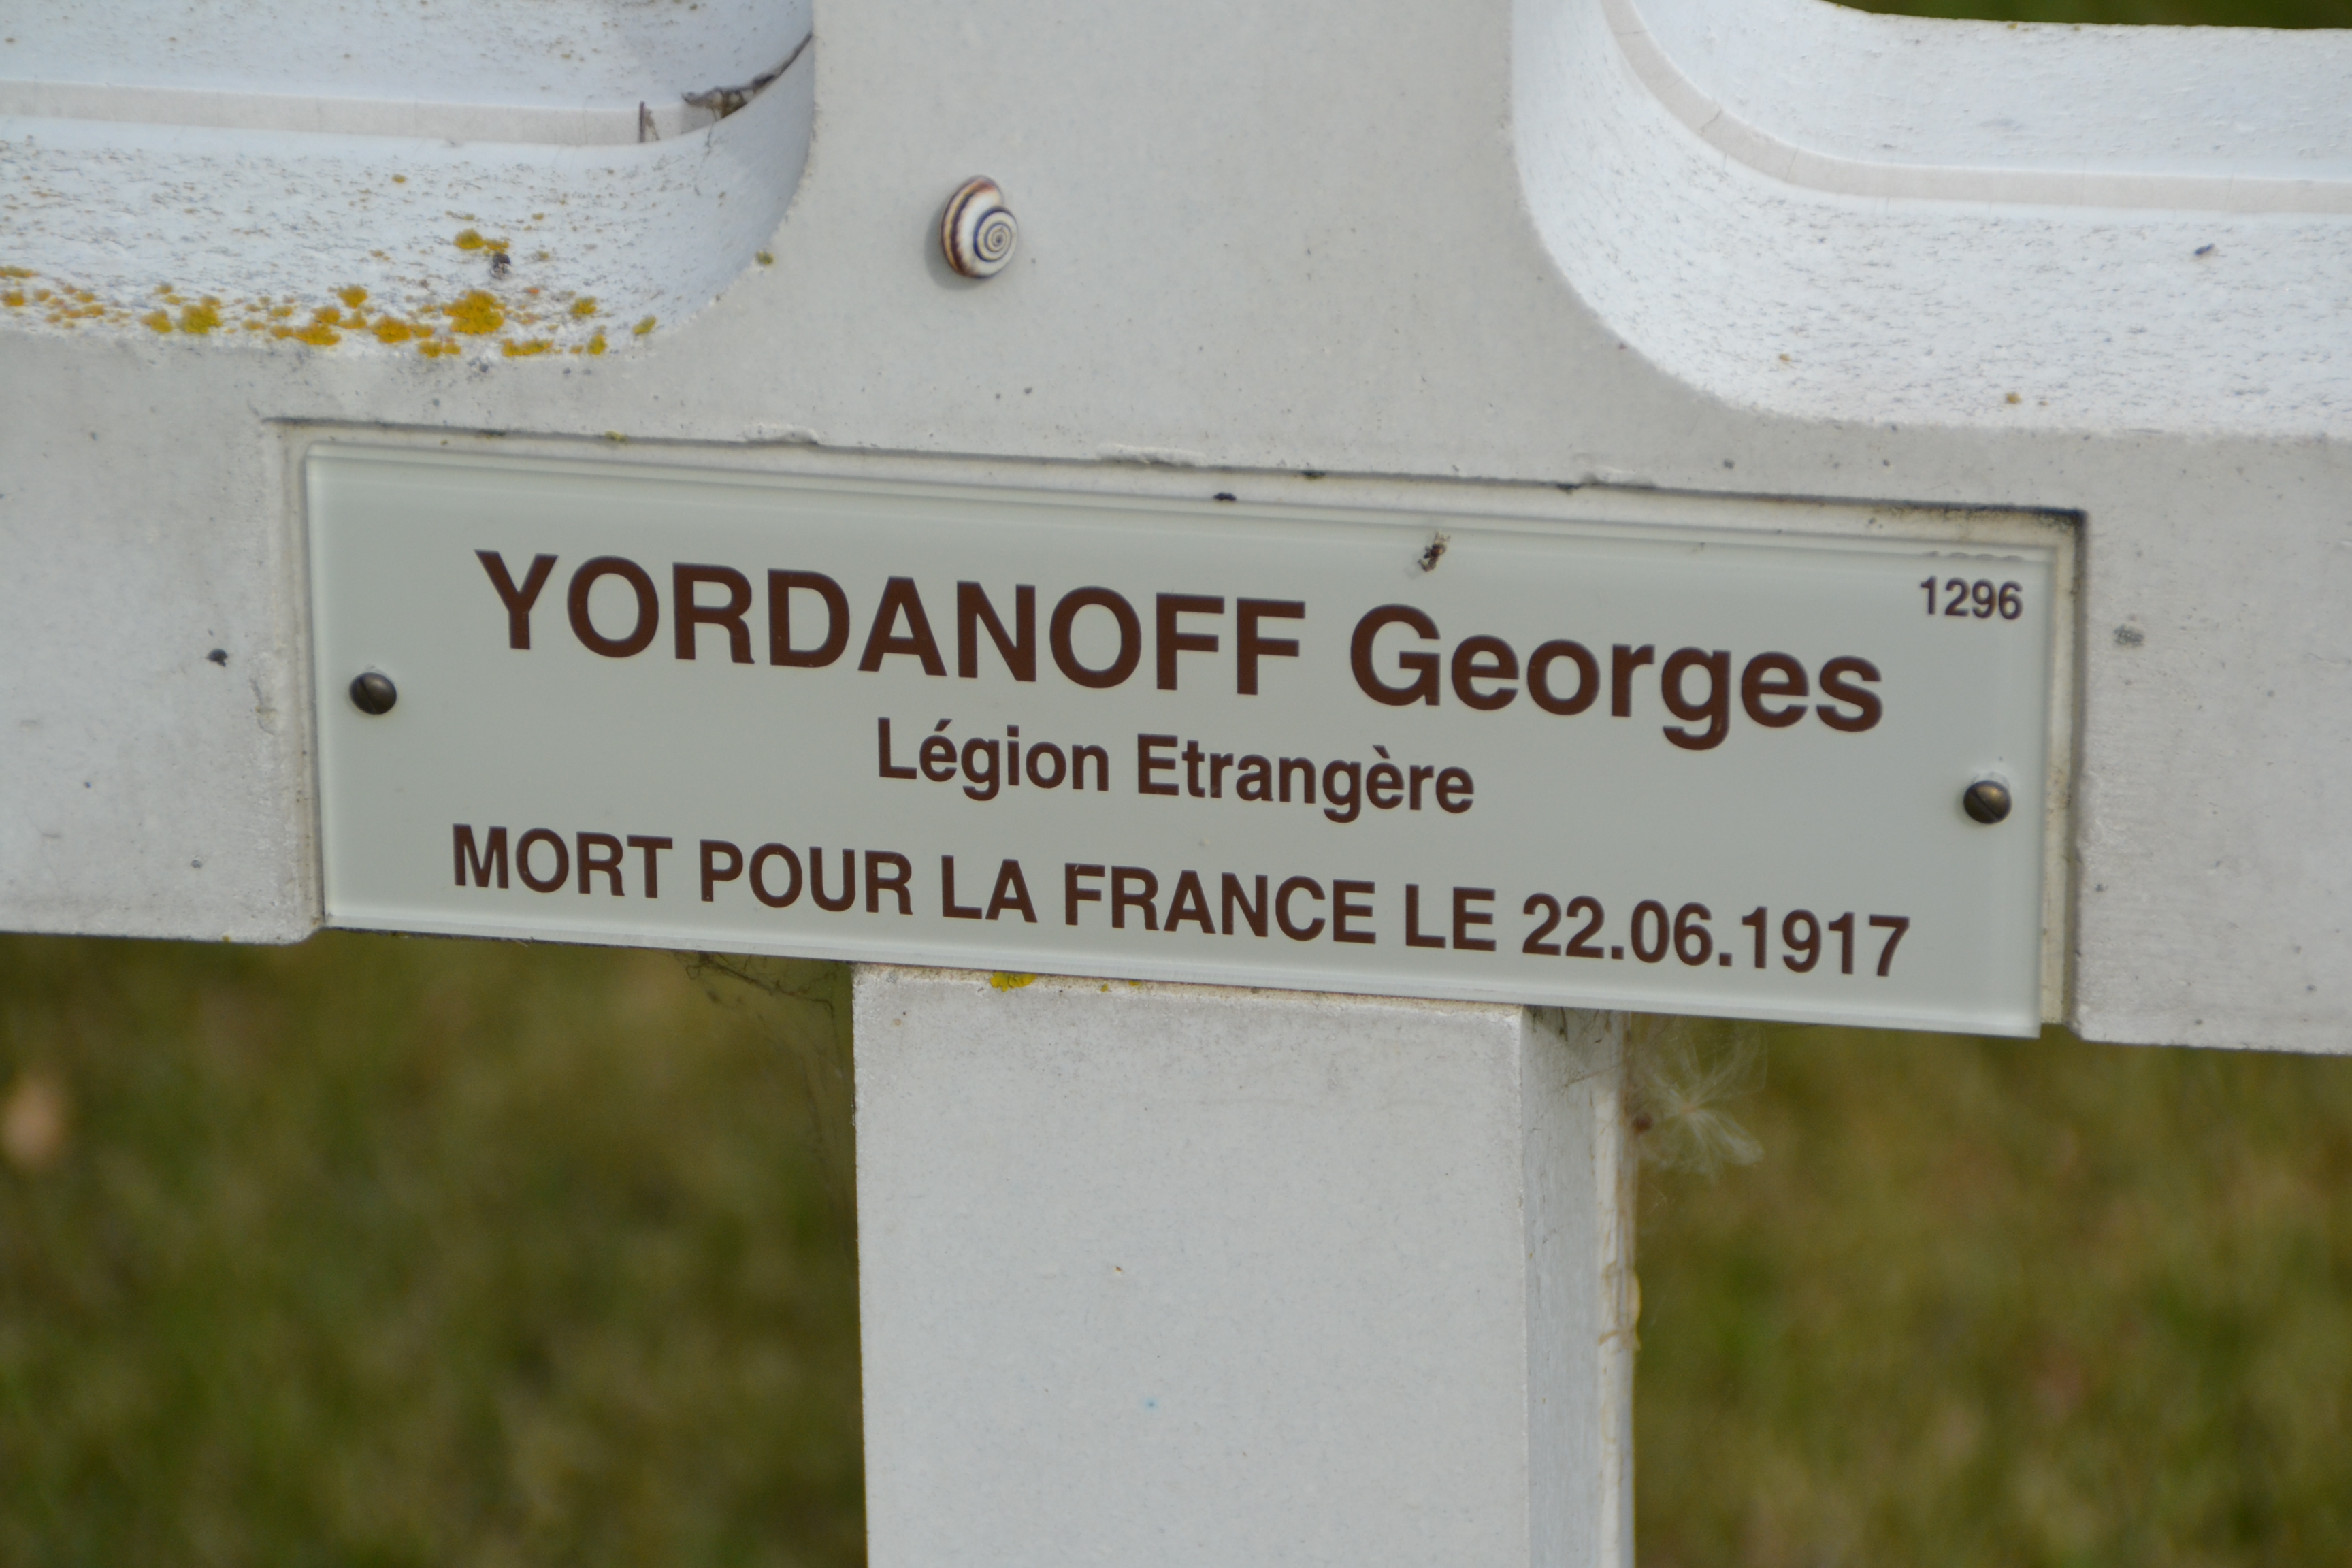 1296
YORDANOFF Georges
Légion Etrangère
MORT POUR LA FRANCE LE 22.06.1917